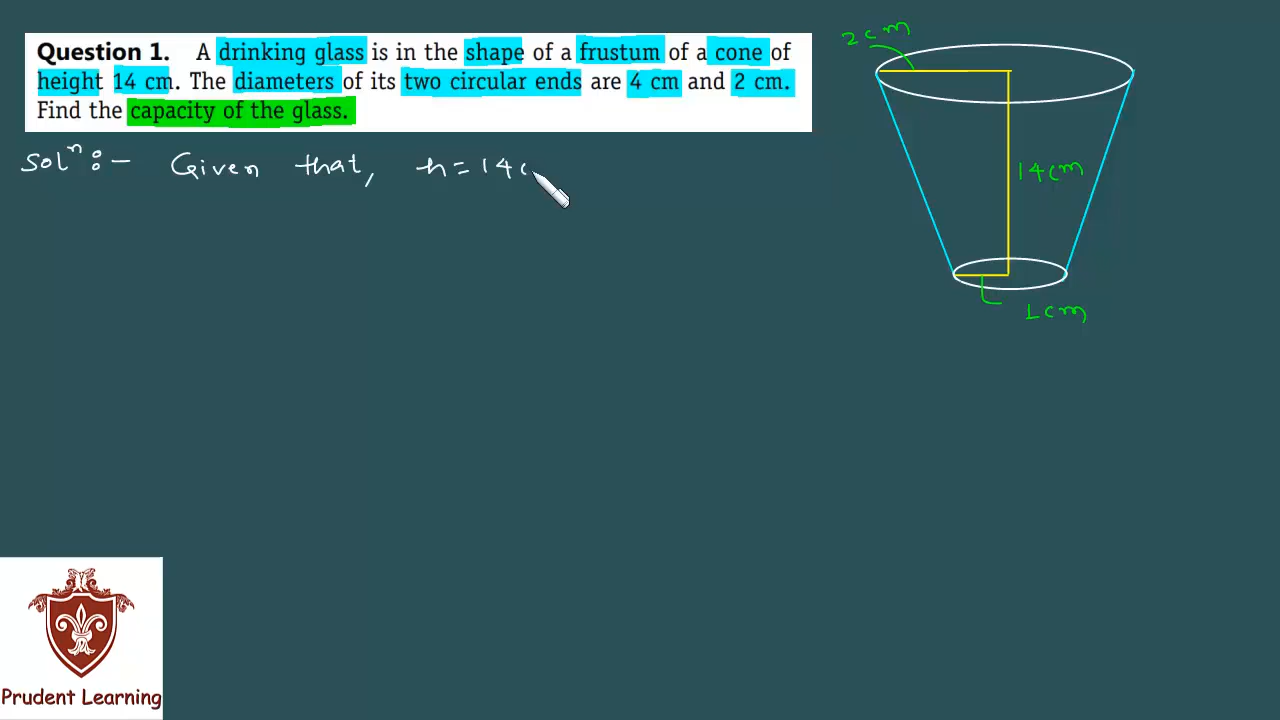 Question 1. A drinking glass is in the shape of a frustum of a cone of
height 14 cm. The diameters of its two circular ends are 4 cm and 2 cm.
Find the capacity of the glass.
Solⁿ :- Given that, h = 14c
2cm
14cm
1cm
Prudent Learning